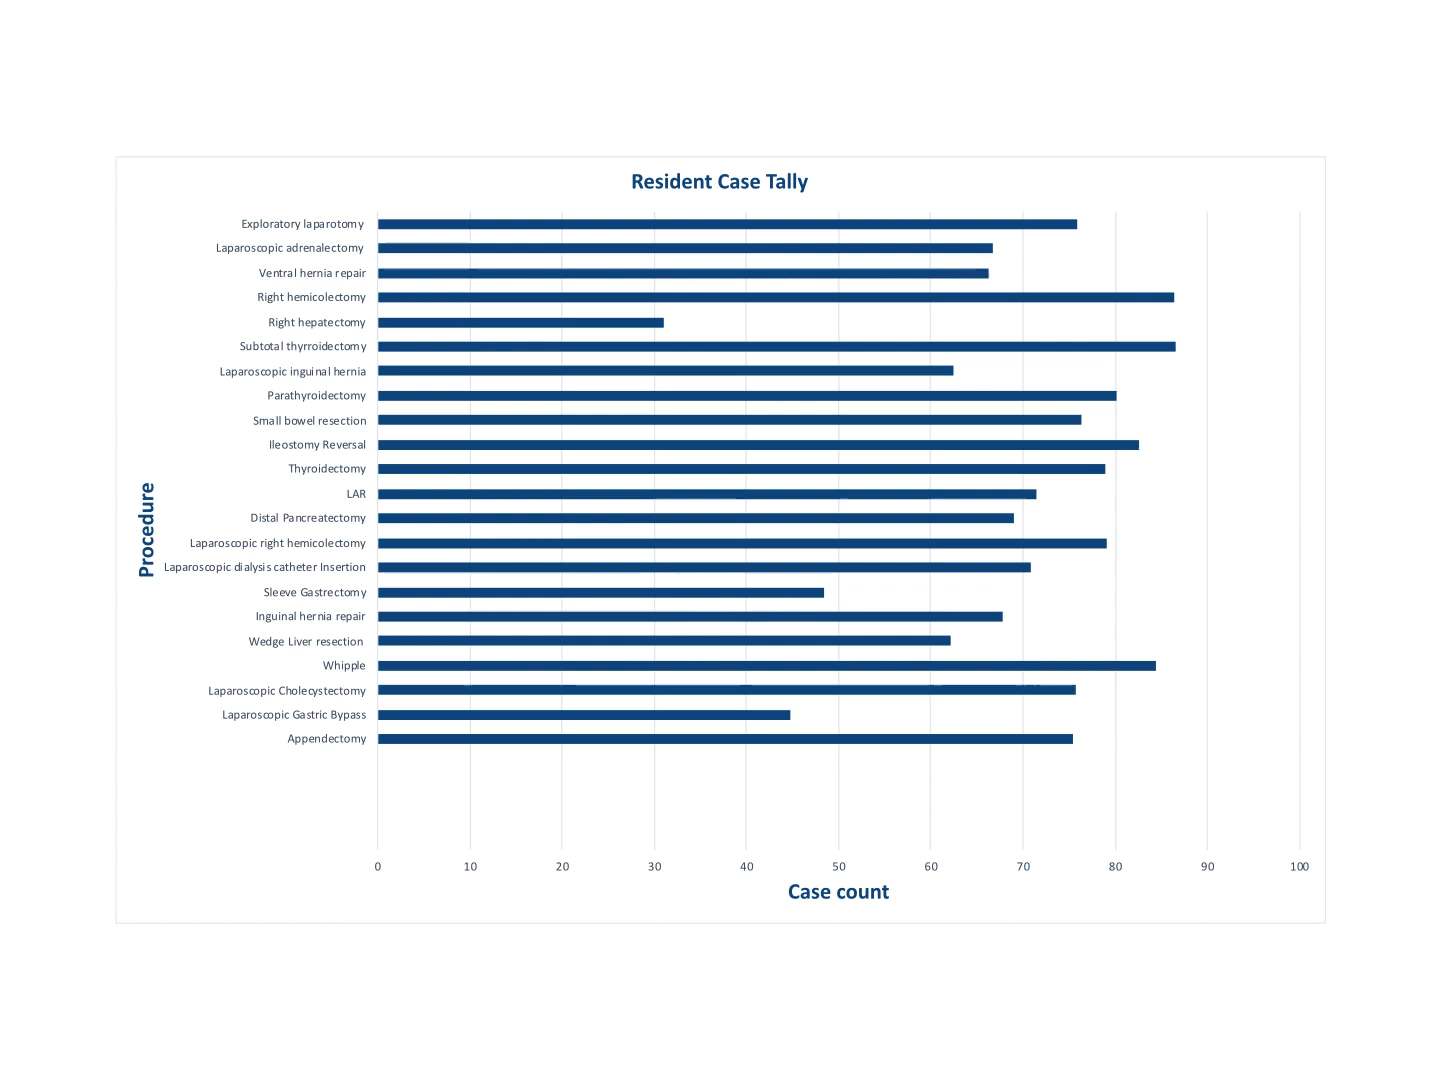 Resident Case Tally
Exploratory laparotomy
Laparoscopic adrenalectomy
Ventral hernia repair
Right hemicolectomy
Right hepatectomy
Subtotal thyrroidectomy
Laparoscopic inguinal hernia
Parathyroidectomy
Small bowel resection
Ileostomy Reversal
Thyroidectomy
LAR
Distal Pancreatectomy
Laparoscopic right hemicolectomy
Laparoscopic dialysis catheter Insertion
Sleeve Gastrectomy
Inguinal hernia repair
Wedge Liver resection
Whipple
Laparoscopic Cholecystectomy
Laparoscopic Gastric Bypass
Appendectomy
Procedure
0 10 20 30 40 50 60 70 80 90 100
Case count